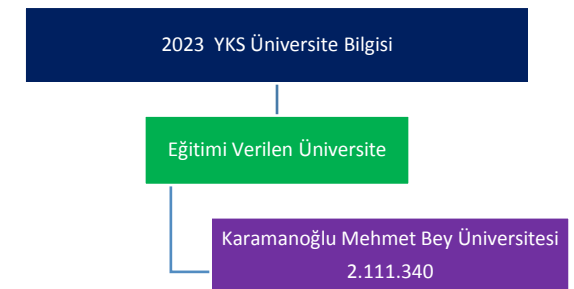 2023 YKS Üniversite Bilgisi
Eğitimi Verilen Üniversite
Karamanoğlu Mehmet Bey Üniversitesi
2.111.340